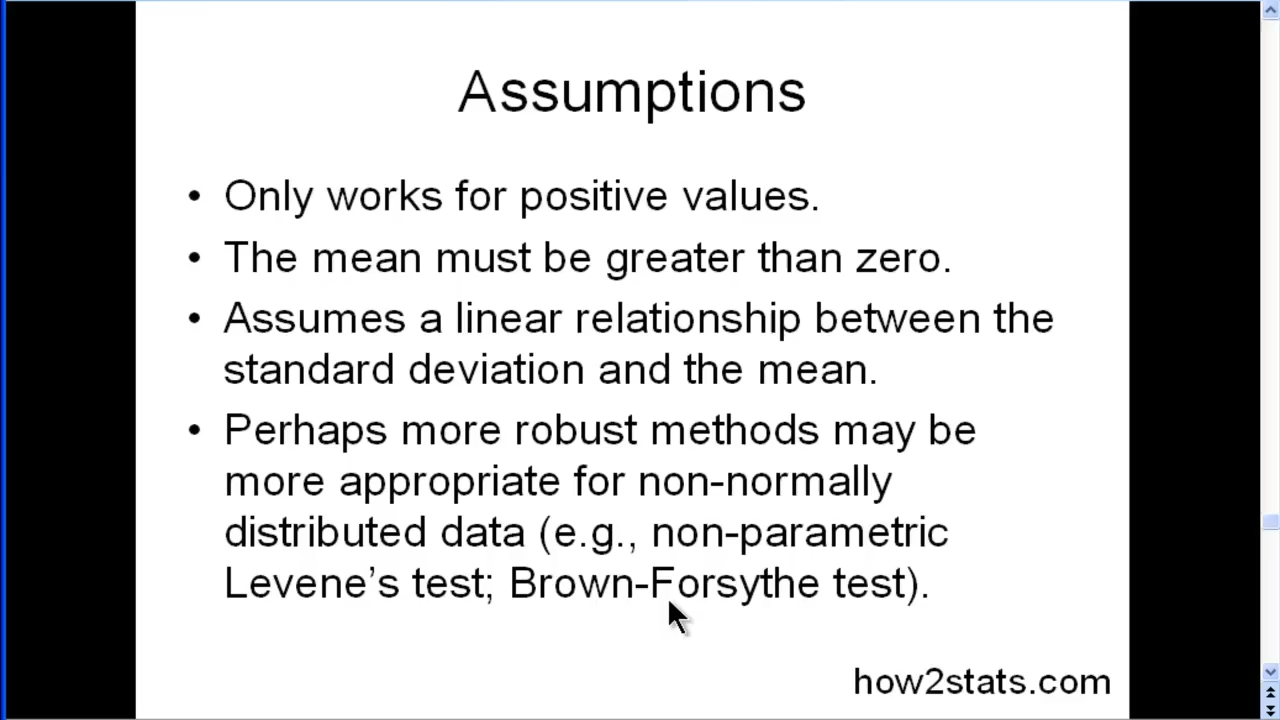 Assumptions
• Only works for positive values.
• The mean must be greater than zero.
• Assumes a linear relationship between the
standard deviation and the mean.
• Perhaps more robust methods may be
more appropriate for non-normally
distributed data (e.g., non-parametric
Levene's test; Brown-Forsythe test).
how2stats.com